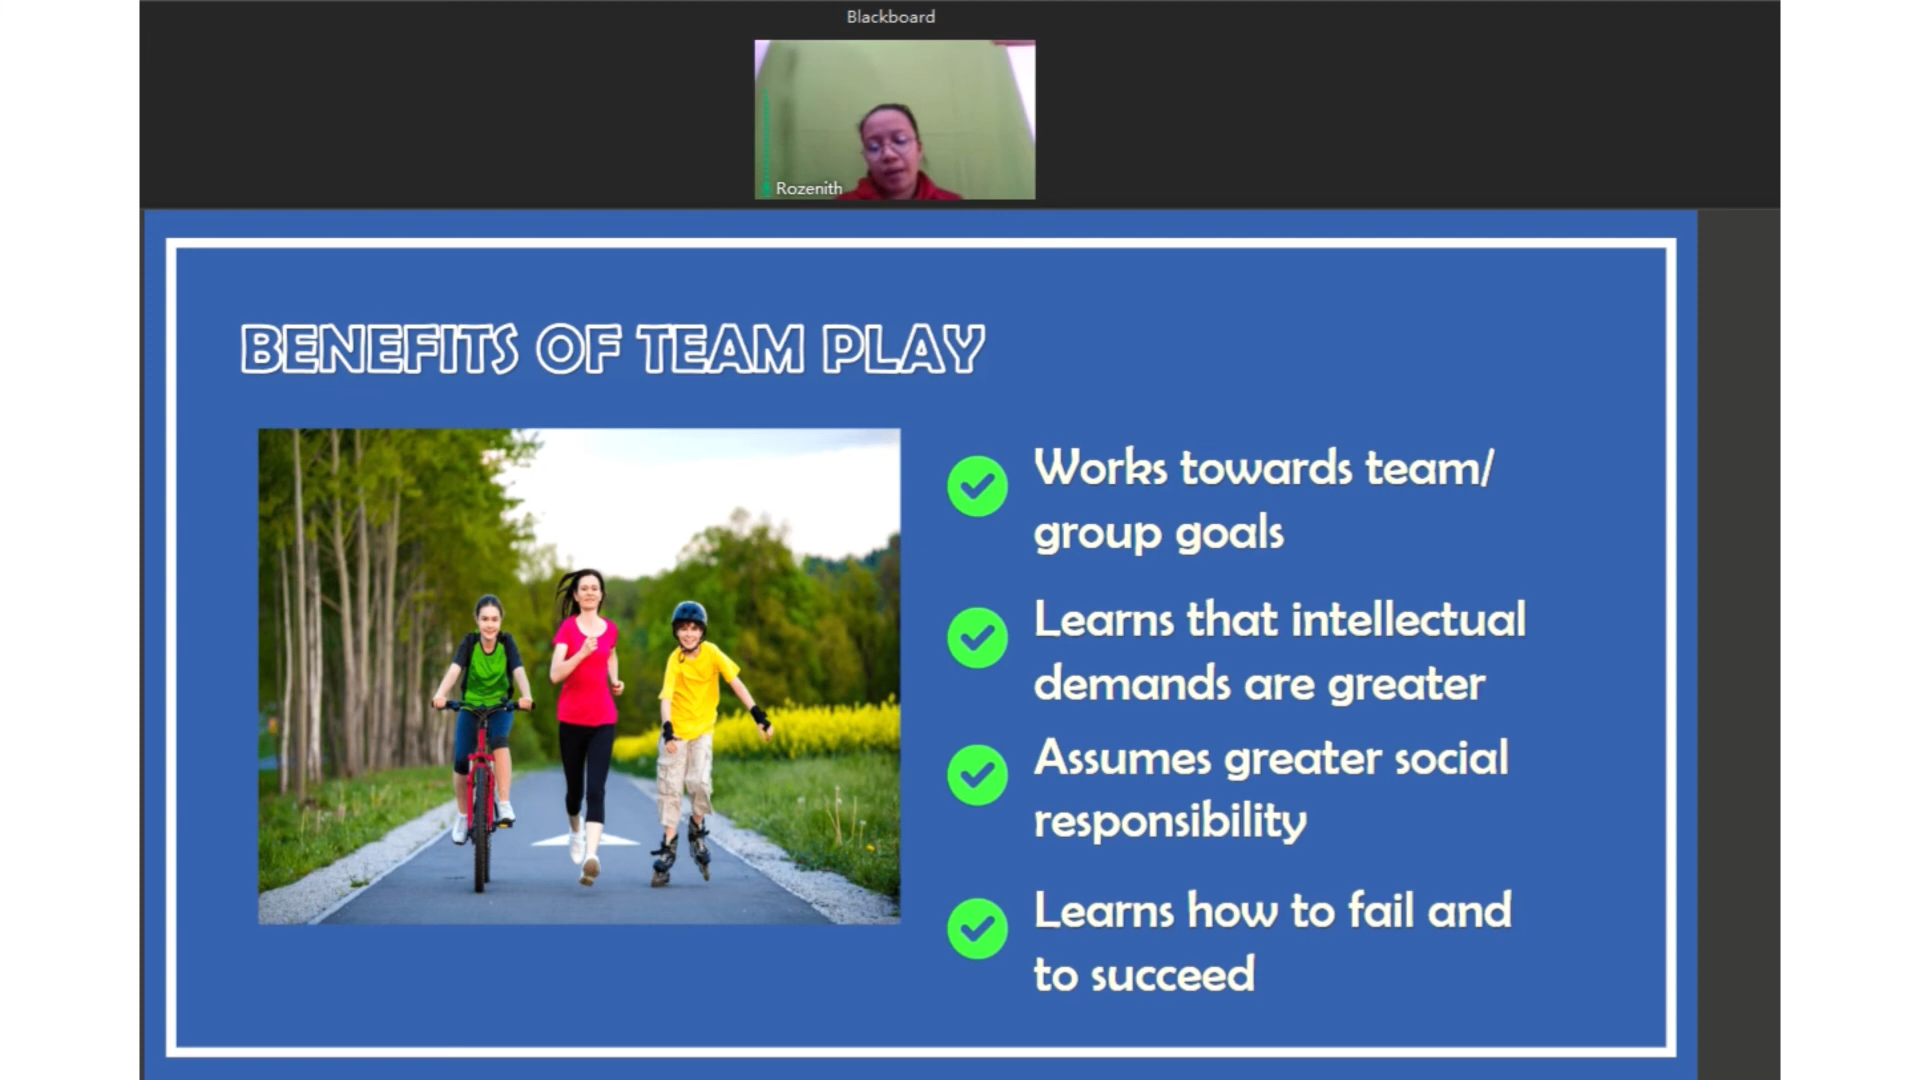 Blackboard
Rozenith
BENEFITS OF TEAM PLAY
Works towards team/
group goals
Learns that intellectual
demands are greater
Assumes greater social
responsibility
Learns how to fail and
to succeed